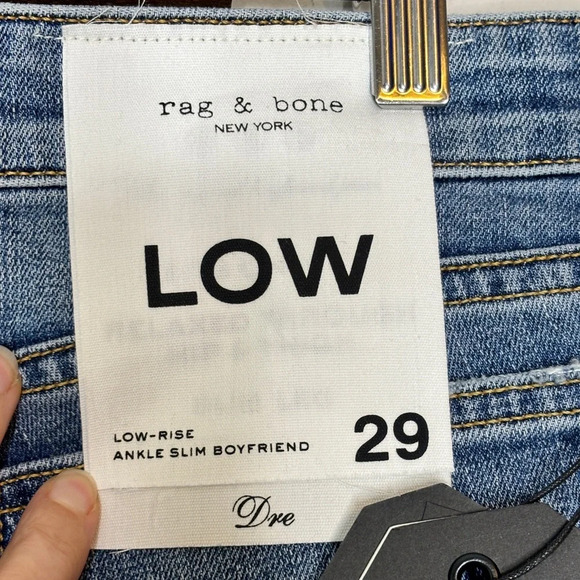 rag & bone
NEW YORK
LOW
LOW-RISE
ANKLE SLIM BOYFRIEND
29
Dre